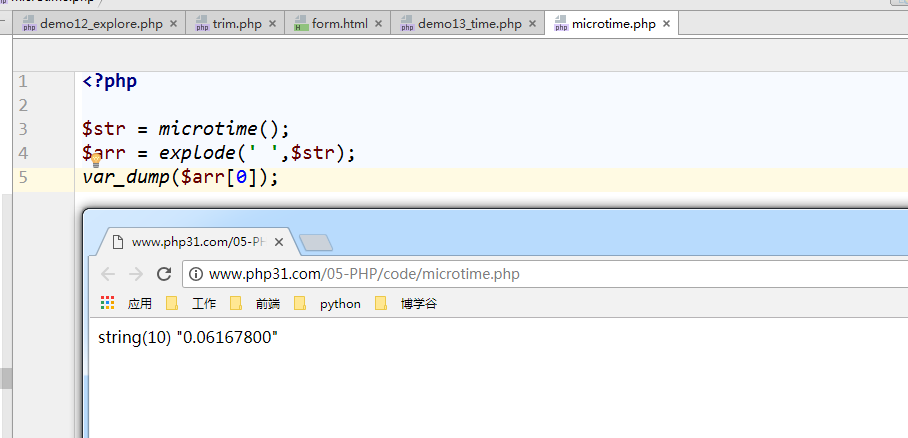 microtime.php
demo12_explore.php × trim.php × form.html × demo13_time.php × microtime.php ×
1 <?php
2
3 $str = microtime();
4 $arr = explode(' ',$str);
5 var_dump($arr[0]);
www.php31.com/05-PH ×
www.php31.com/05-PHP/code/microtime.php
应用 工作 前端 python 博学谷
string(10) "0.06167800"